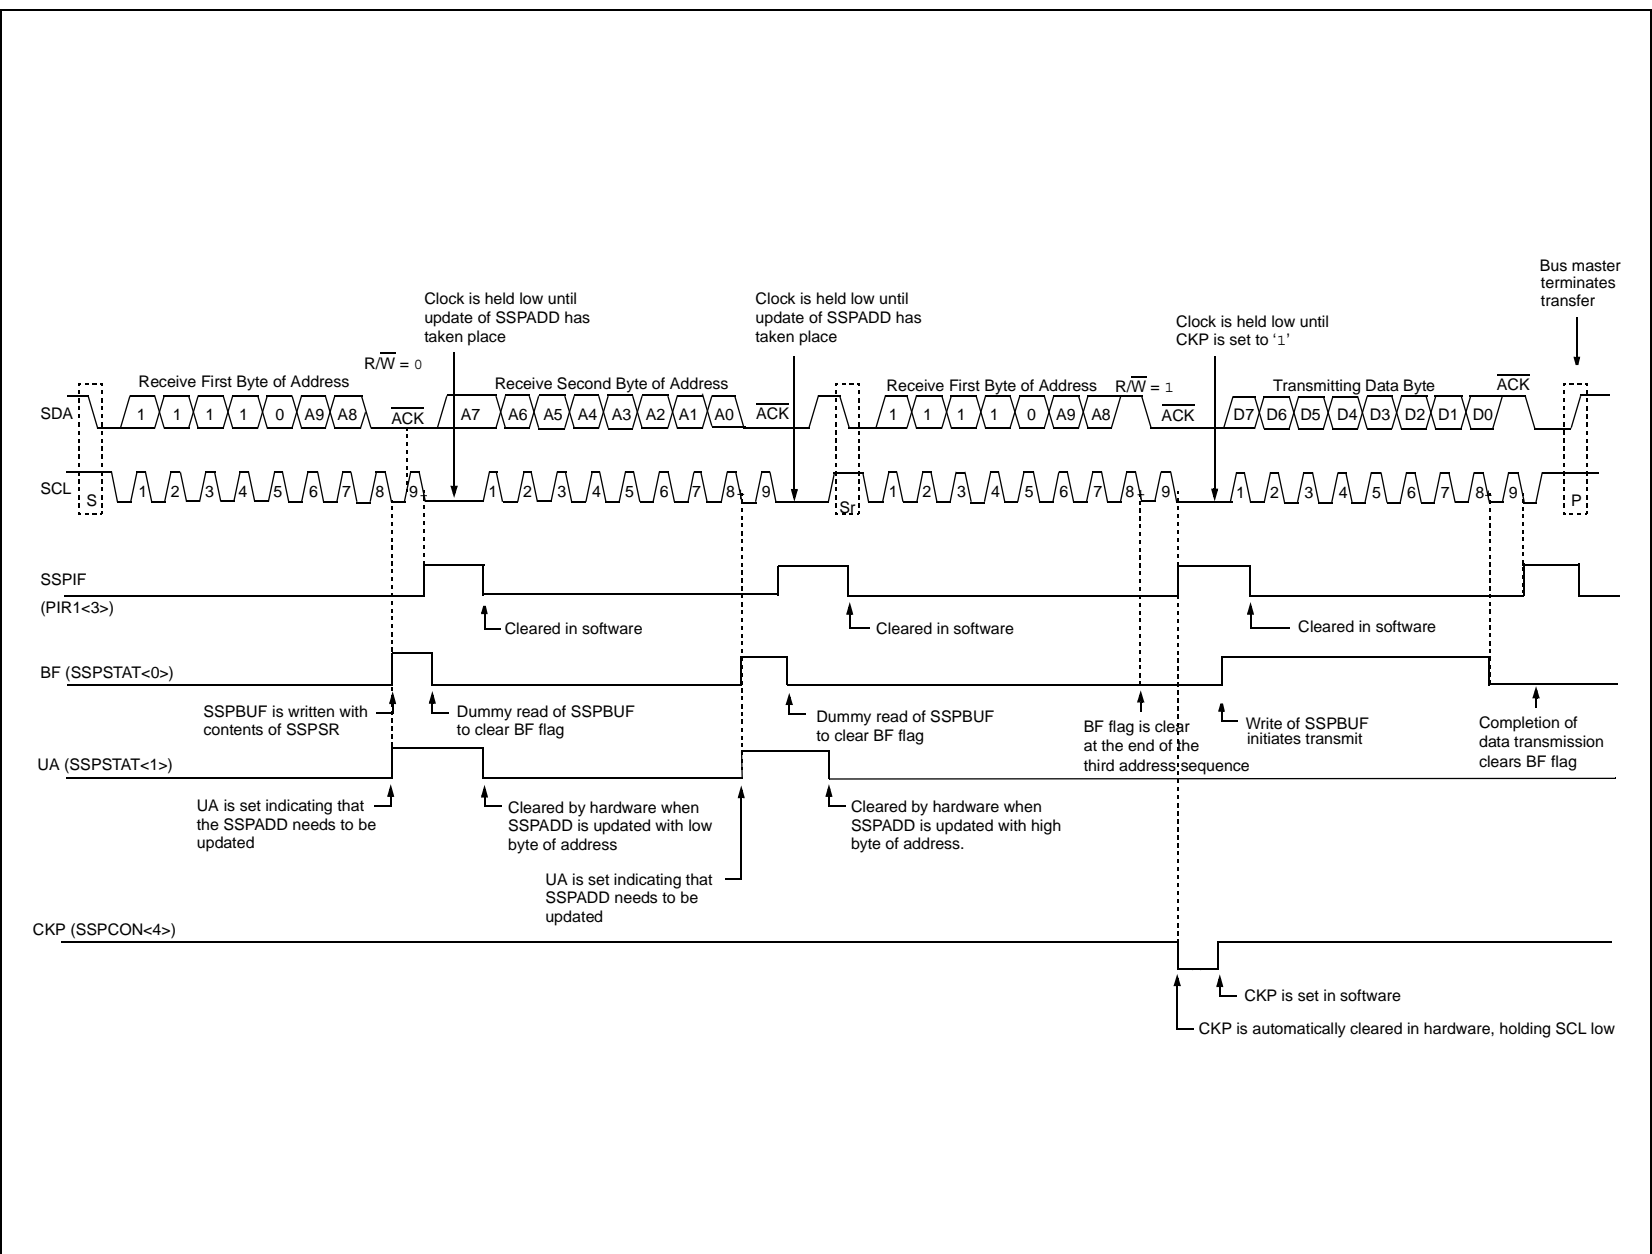 Bus master
terminates
transfer
Clock is held low until
update of SSPADD has
taken place
Clock is held low until
update of SSPADD has
taken place
Clock is held low until
CKP is set to ‘1’
R/W = 0
Receive First Byte of Address
Receive Second Byte of Address
Receive First Byte of Address
R/W = 1
Transmitting Data Byte
ACK
SDA
1 1 1 1 0 A9 A8
ACK
A7 A6 A5 A4 A3 A2 A1 A0
ACK
1 1 1 1 0 A9 A8
ACK
D7 D6 D5 D4 D3 D2 D1 D0
SCL
S
1 2 3 4 5 6 7 8 9
1 2 3 4 5 6 7 8 9
Sr
1 2 3 4 5 6 7 8 9
1 2 3 4 5 6 7 8 9
P
SSPIF
(PIR1<3>)
Cleared in software
Cleared in software
Cleared in software
BF (SSPSTAT<0>)
SSPBUF is written with
contents of SSPSR
Dummy read of SSPBUF
to clear BF flag
Dummy read of SSPBUF
to clear BF flag
BF flag is clear
at the end of the
third address sequence
Write of SSPBUF
initiates transmit
Completion of
data transmission
clears BF flag
UA (SSPSTAT<1>)
UA is set indicating that
the SSPADD needs to be
updated
Cleared by hardware when
SSPADD is updated with low
byte of address
UA is set indicating that
SSPADD needs to be
updated
Cleared by hardware when
SSPADD is updated with high
byte of address.
CKP (SSPCON<4>)
CKP is set in software
CKP is automatically cleared in hardware, holding SCL low